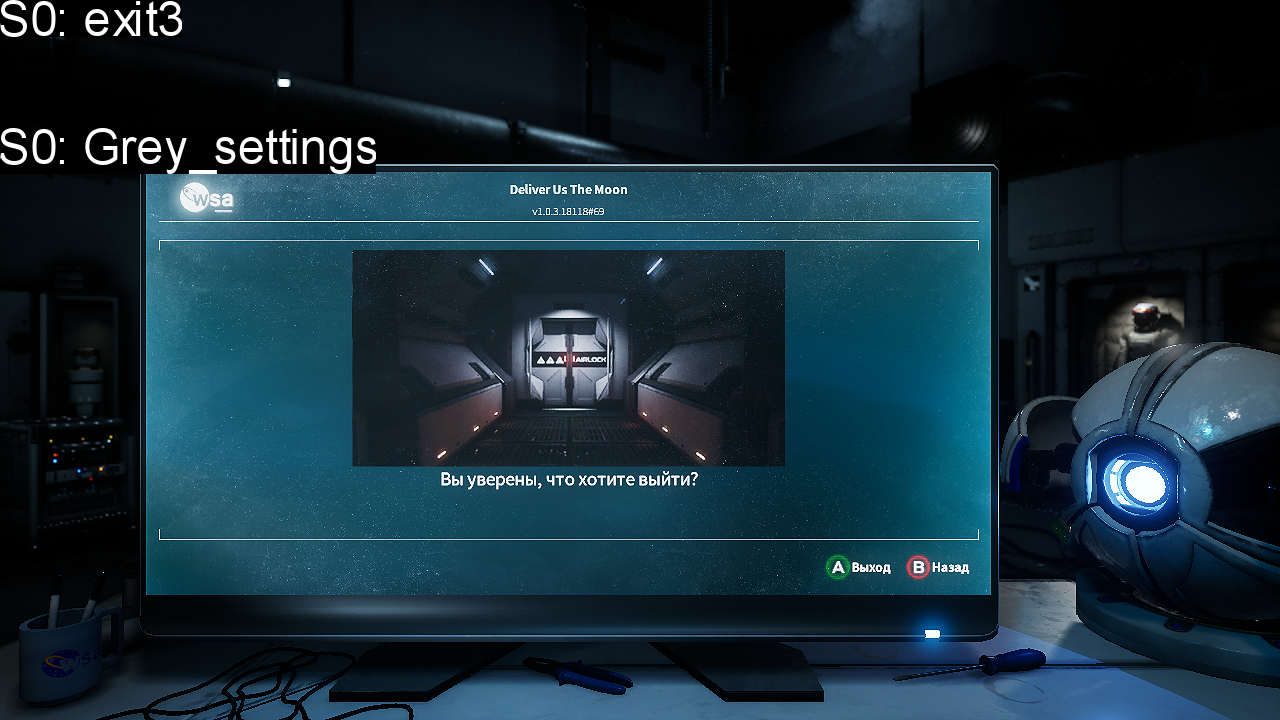 S0: exit3
S0: Grey_settings
wsa
Deliver Us The Moon
v1.0.3.18118#69
AIRLOCK
Вы уверены, что хотите выйти?
A Выход B Назад
wsa